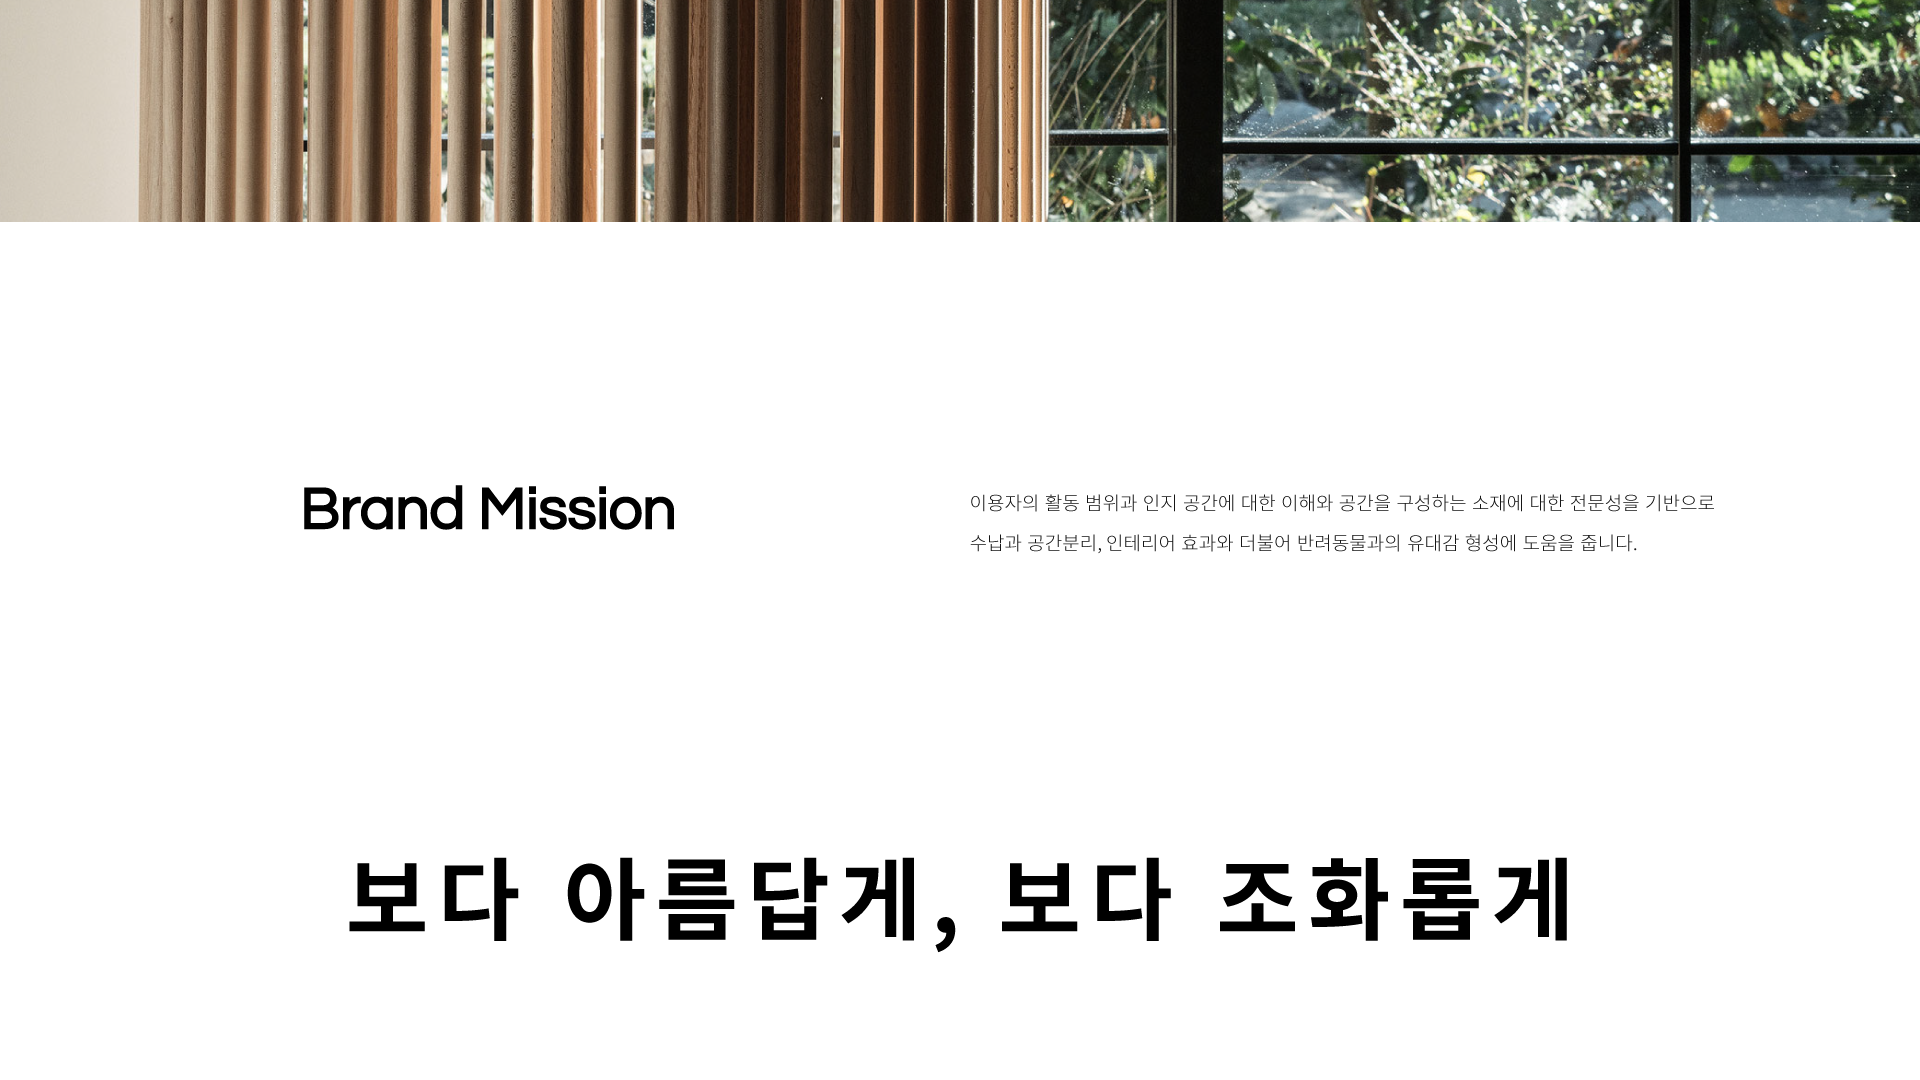 Brand Mission
이용자의 활동 범위과 인지 공간에 대한 이해와 공간을 구성하는 소재에 대한 전문성을 기반으로
수납과 공간분리, 인테리어 효과와 더불어 반려동물과의 유대감 형성에 도움을 줍니다.
보다 아름답게, 보다 조화롭게